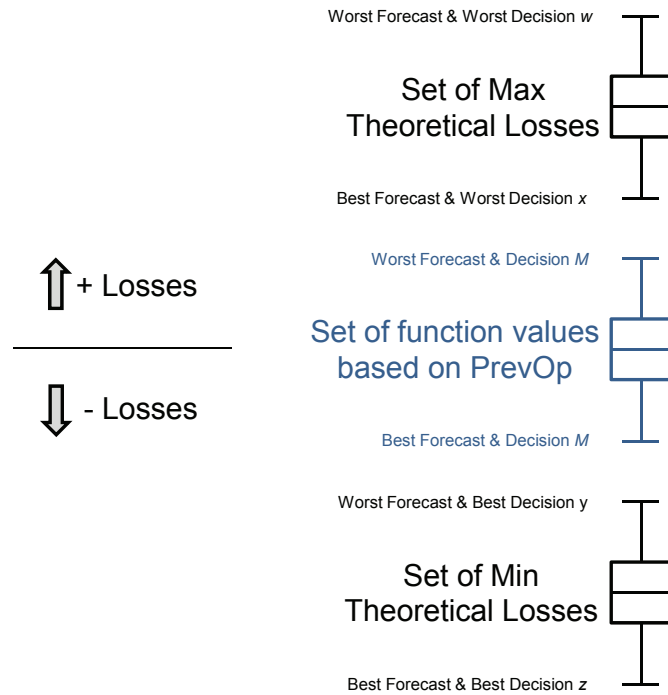 Worst Forecast & Worst Decision w
Set of Max
Theoretical Losses
Best Forecast & Worst Decision x
Worst Forecast & Decision M
+ Losses
Set of function values
based on PrevOp
- Losses
Best Forecast & Decision M
Worst Forecast & Best Decision y
Set of Min
Theoretical Losses
Best Forecast & Best Decision z